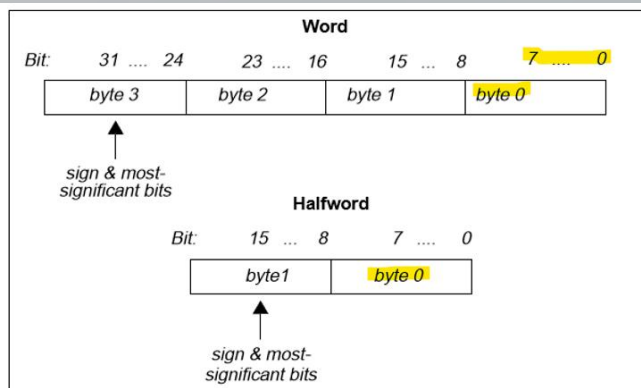 Word
Bit: 31 .... 24 23 .... 16 15 ... 8 7 .... 0
byte 3 byte 2 byte 1 byte 0
sign & most-
significant bits
Halfword
Bit: 15 ... 8 7 .... 0
byte1 byte 0
sign & most-
significant bits